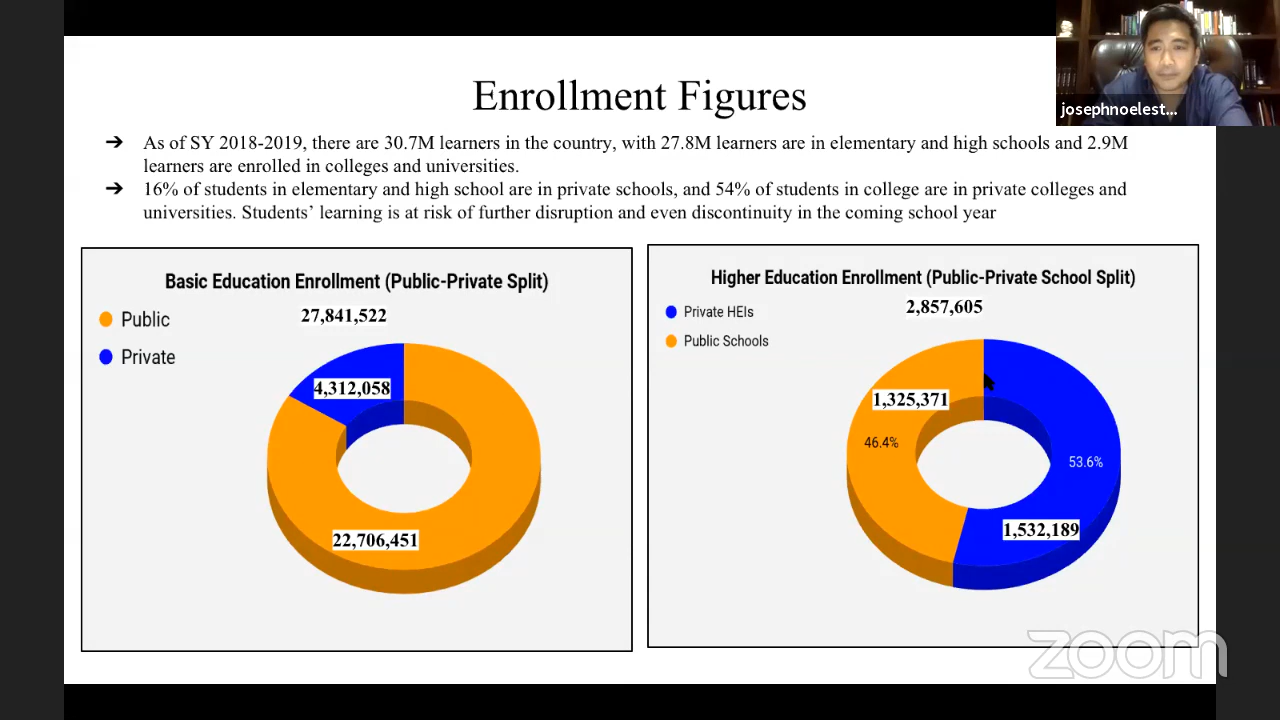 Enrollment Figures
josephnoelest...
➔ As of SY 2018-2019, there are 30.7M learners in the country, with 27.8M learners are in elementary and high schools and 2.9M
learners are enrolled in colleges and universities.
➔ 16% of students in elementary and high school are in private schools, and 54% of students in college are in private colleges and
universities. Students’ learning is at risk of further disruption and even discontinuity in the coming school year
Basic Education Enrollment (Public-Private Split)
27,841,522
Public
Private
4,312,058
22,706,451
Higher Education Enrollment (Public-Private School Split)
2,857,605
Private HEIs
Public Schools
1,325,371
46.4%
53.6%
1,532,189
zoom